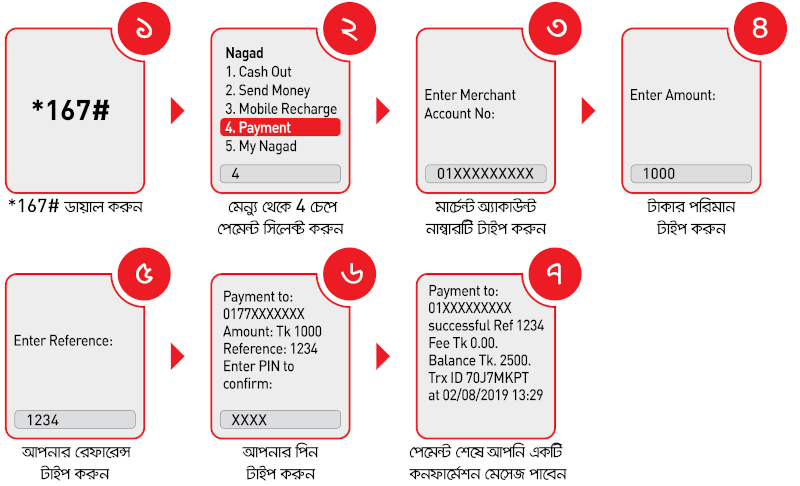 ১
*167#
*167# ডায়াল করুন
২
Nagad
1. Cash Out
2. Send Money
3. Mobile Recharge
4. Payment
5. My Nagad
4
মেন্যু থেকে 4 চেপে
পেমেন্ট সিলেক্ট করুন
৩
Enter Merchant
Account No:
01XXXXXXXXX
মার্চেন্ট অ্যাকাউন্ট
নাম্বারটি টাইপ করুন
৪
Enter Amount:
1000
টাকার পরিমান
টাইপ করুন
৫
Enter Reference:
1234
আপনার রেফারেন্স
টাইপ করুন
৬
Payment to:
0177XXXXXXX
Amount: Tk 1000
Reference: 1234
Enter PIN to
confirm:
XXXX
আপনার পিন
টাইপ করুন
৭
Payment to:
01XXXXXXXXX
successful Ref 1234
Fee Tk 0.00.
Balance Tk. 2500.
Trx ID 70J7MKPT
at 02/08/2019 13:29
পেমেন্ট শেষে আপনি একটি
কনফার্মেশন মেসেজ পাবেন